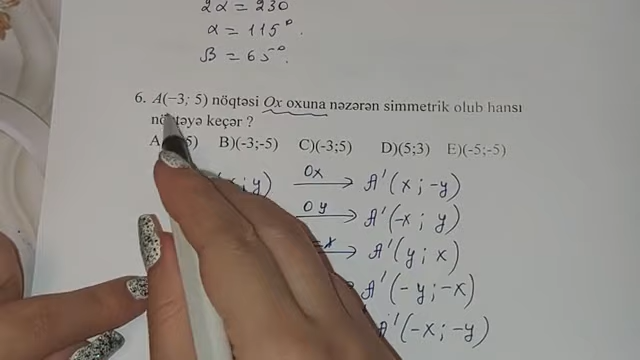 2α = 230
α = 115°.
β = 65°.
6. A(−3; 5) nöqtəsi Ox oxuna nəzərən simmetrik olub hansı
keçər ?
B)(-3;-5) C)(-3;5) D)(5;3) E)(-5;-5)
; y) Ox A'(x ; -y)
Oy A'(-x ; y)
=x A'(y ; x)
A'(-y ; -x)
A'(-x ; -y)